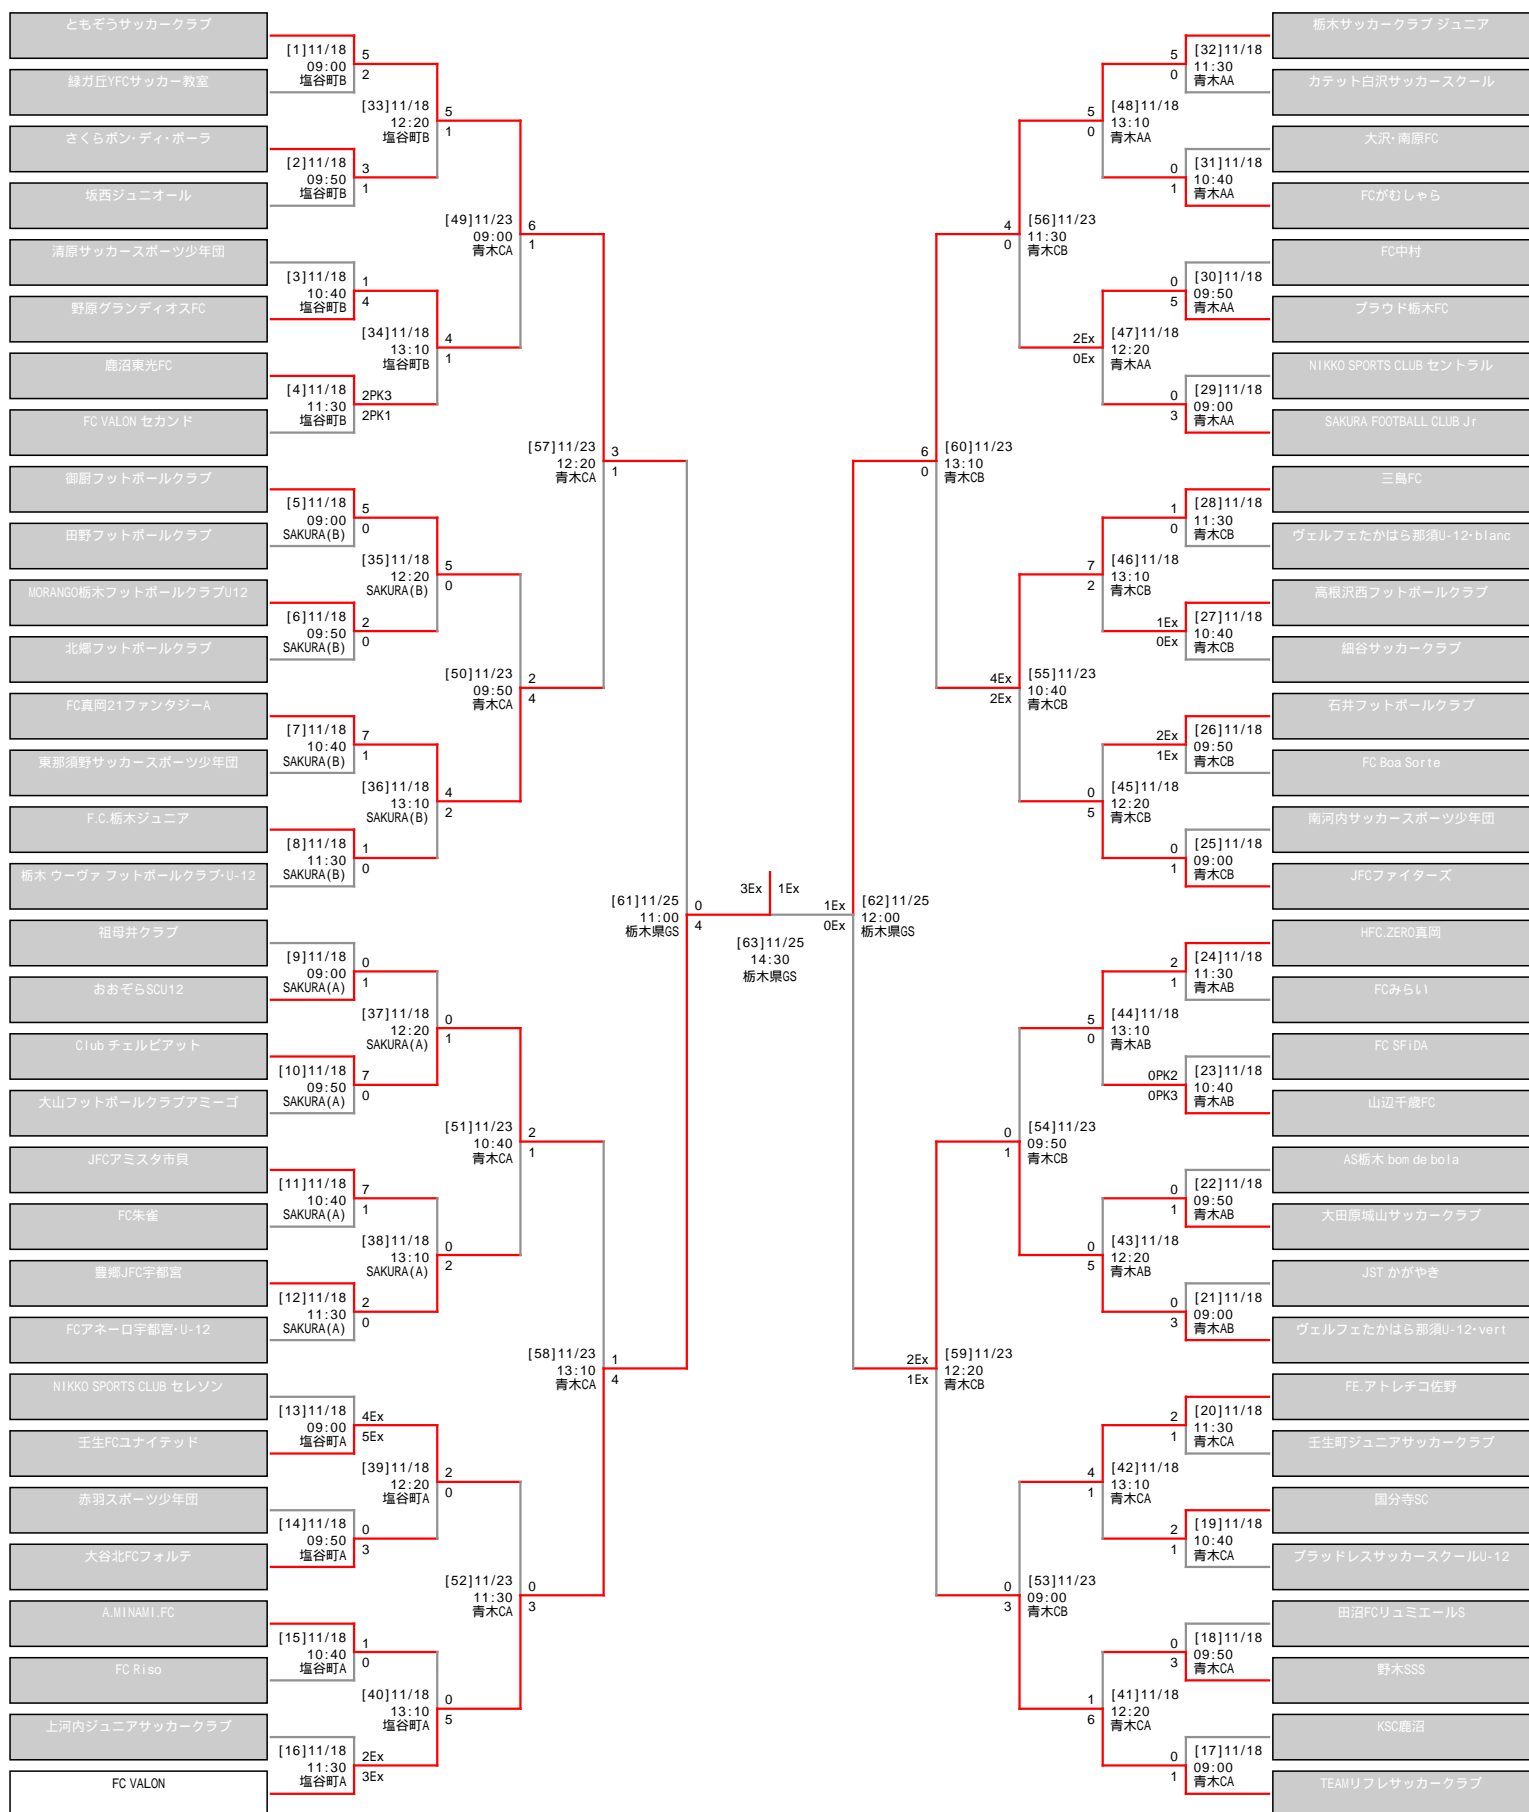 ともぞうサッカークラブ
[1]11/18
09:00
塩谷町B
5
2
緑ガ丘YFCサッカー教室
[33]11/18
12:20
塩谷町B
5
1
さくらボン・ディ・ボーラ
[2]11/18
09:50
塩谷町B
3
1
坂西ジュニオール
[49]11/23
09:00
青木CA
6
1
清原サッカースポーツ少年団
[3]11/18
10:40
塩谷町B
1
4
野原グランディオスFC
[34]11/18
13:10
塩谷町B
4
1
鹿沼東光FC
[4]11/18
11:30
塩谷町B
2PK3
2PK1
FC VALON セカンド
[57]11/23
12:20
青木CA
3
1
御厨フットボールクラブ
[5]11/18
09:00
SAKURA(B)
5
0
田野フットボールクラブ
[35]11/18
12:20
SAKURA(B)
5
0
MORANGO栃木フットボールクラブU12
[6]11/18
09:50
SAKURA(B)
2
0
北郷フットボールクラブ
[50]11/23
09:50
青木CA
2
4
FC真岡21ファンタジーA
[7]11/18
10:40
SAKURA(B)
7
1
東那須野サッカースポーツ少年団
[36]11/18
13:10
SAKURA(B)
4
2
F.C.栃木ジュニア
[8]11/18
11:30
SAKURA(B)
1
0
栃木 ウーヴァ フットボールクラブ・U-12
[61]11/25
11:00
栃木県GS
0
4
祖母井クラブ
[9]11/18
09:00
SAKURA(A)
0
1
おおぞらSCU12
[37]11/18
12:20
SAKURA(A)
0
1
Club チェルビアット
[10]11/18
09:50
SAKURA(A)
7
0
大山フットボールクラブアミーゴ
[51]11/23
10:40
青木CA
2
1
JFCアミスタ市貝
[11]11/18
10:40
SAKURA(A)
7
1
FC朱雀
[38]11/18
13:10
SAKURA(A)
0
2
豊郷JFC宇都宮
[12]11/18
11:30
SAKURA(A)
2
0
FCアネーロ宇都宮・U-12
[58]11/23
13:10
青木CA
1
4
NIKKO SPORTS CLUB セレソン
[13]11/18
09:00
塩谷町A
4Ex
5Ex
壬生FCユナイテッド
[39]11/18
12:20
塩谷町A
2
0
赤羽スポーツ少年団
[14]11/18
09:50
塩谷町A
0
3
大谷北FCフォルテ
[52]11/23
11:30
青木CA
0
3
A.MINAMI.FC
[15]11/18
10:40
塩谷町A
1
0
FC Riso
[40]11/18
13:10
塩谷町A
0
5
上河内ジュニアサッカークラブ
[16]11/18
11:30
塩谷町A
2Ex
3Ex
FC VALON
3Ex
1Ex
[63]11/25
14:30
栃木県GS
栃木サッカークラブ ジュニア
5
0
[32]11/18
11:30
青木AA
カテット白沢サッカースクール
5
0
[48]11/18
13:10
青木AA
大沢・南原FC
0
1
[31]11/18
10:40
青木AA
FCがむしゃら
4
0
[56]11/23
11:30
青木CB
FC中村
0
5
[30]11/18
09:50
青木AA
プラウド栃木FC
2Ex
0Ex
[47]11/18
12:20
青木AA
NIKKO SPORTS CLUB セントラル
0
3
[29]11/18
09:00
青木AA
SAKURA FOOTBALL CLUB Jr
6
0
[60]11/23
13:10
青木CB
三島FC
1
0
[28]11/18
11:30
青木CB
ヴェルフェたかはら那須U-12・blanc
7
2
[46]11/18
13:10
青木CB
高根沢西フットボールクラブ
1Ex
0Ex
[27]11/18
10:40
青木CB
細谷サッカークラブ
4Ex
2Ex
[55]11/23
10:40
青木CB
石井フットボールクラブ
2Ex
1Ex
[26]11/18
09:50
青木CB
FC Boa Sorte
0
5
[45]11/18
12:20
青木CB
南河内サッカースポーツ少年団
0
1
[25]11/18
09:00
青木CB
JFCファイターズ
1Ex
0Ex
[62]11/25
12:00
栃木県GS
HFC.ZERO真岡
2
1
[24]11/18
11:30
青木AB
FCみらい
5
0
[44]11/18
13:10
青木AB
FC SFiDA
0PK2
0PK3
[23]11/18
10:40
青木AB
山辺千歳FC
0
1
[54]11/23
09:50
青木CB
AS栃木 bom de bola
0
1
[22]11/18
09:50
青木AB
大田原城山サッカークラブ
0
5
[43]11/18
12:20
青木AB
JST かがやき
0
3
[21]11/18
09:00
青木AB
ヴェルフェたかはら那須U-12・vert
2Ex
1Ex
[59]11/23
12:20
青木CB
FE.アトレチコ佐野
2
1
[20]11/18
11:30
青木CA
壬生町ジュニアサッカークラブ
4
1
[42]11/18
13:10
青木CA
国分寺SC
2
1
[19]11/18
10:40
青木CA
ブラッドレスサッカースクールU-12
0
3
[53]11/23
09:00
青木CB
田沼FCリュミエールS
0
3
[18]11/18
09:50
青木CA
野木SSS
1
6
[41]11/18
12:20
青木CA
KSC鹿沼
0
1
[17]11/18
09:00
青木CA
TEAMリフレサッカークラブ